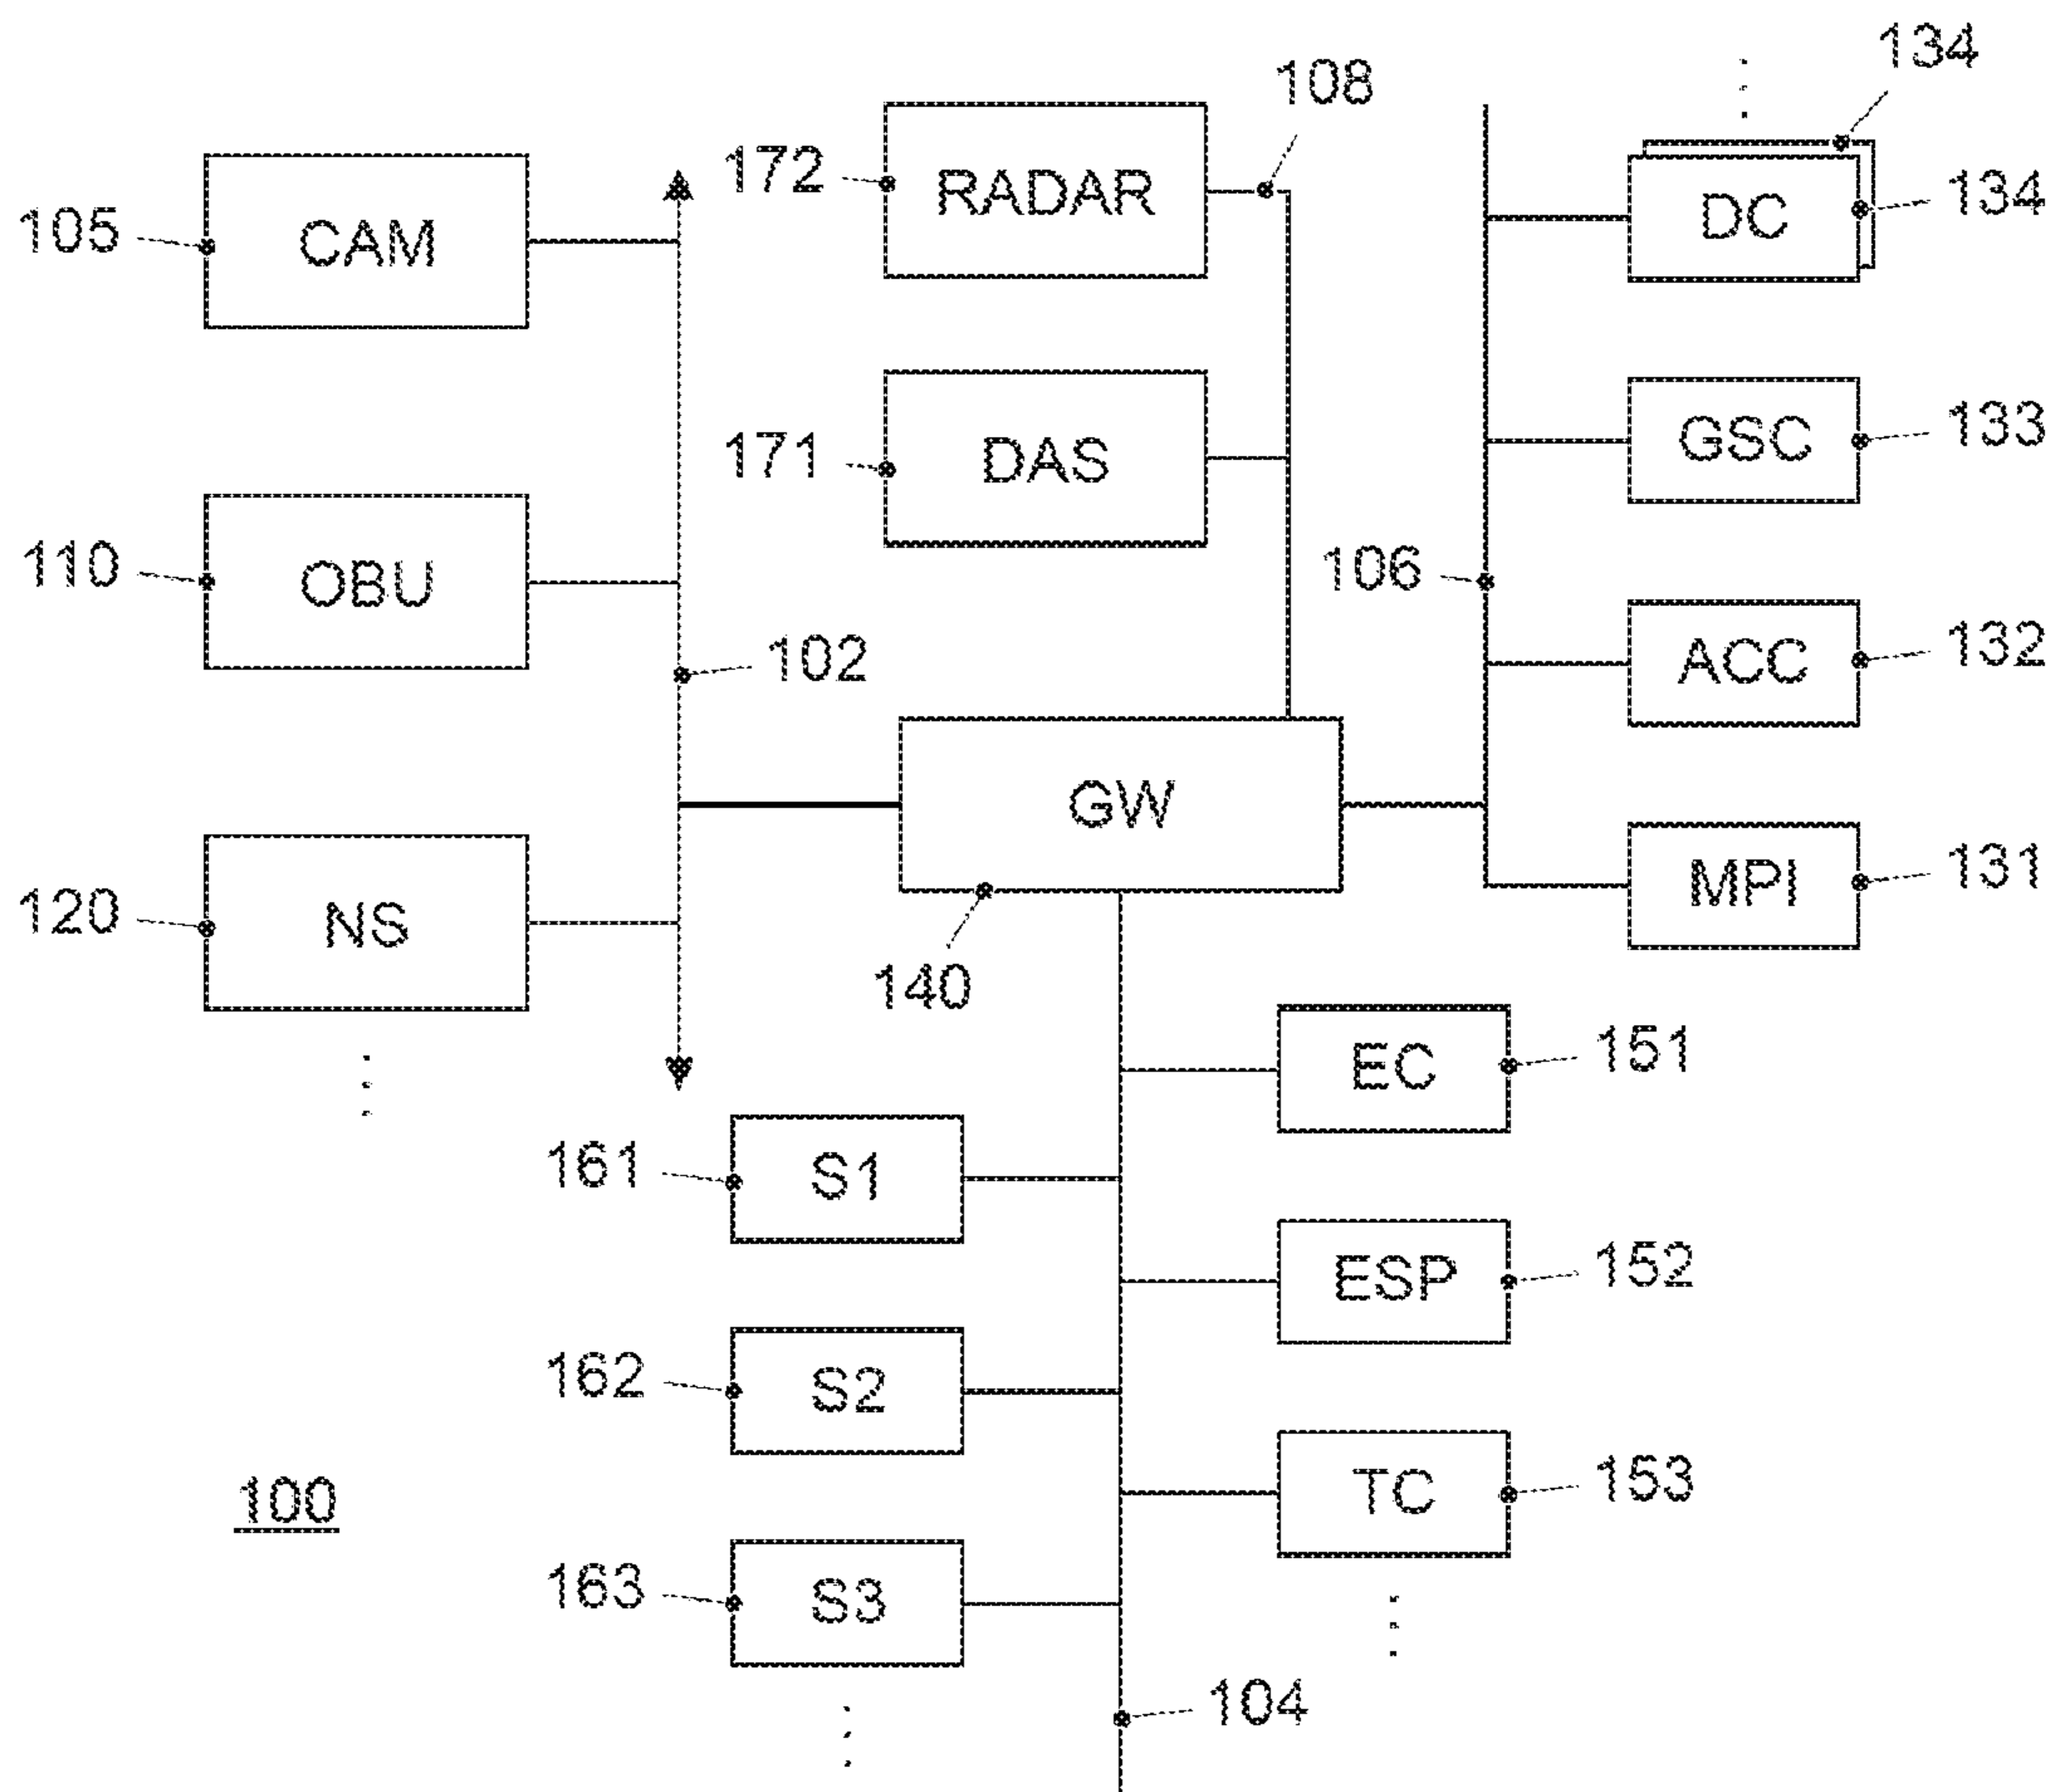 134
108
172
RADAR
105
CAM
DC
134
171
DAS
GSC
133
110
OBU
106
102
ACC
132
GW
120
NS
MPI
131
140
EC
151
161
S1
ESP
152
162
S2
TC
153
100
163
S3
104